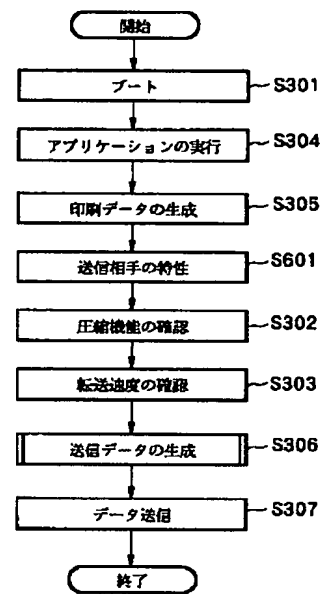 開始
ブート S301
アプリケーションの実行 S304
印刷データの生成 S305
送信相手の特性 S601
圧縮機能の確認 S302
転送速度の確認 S303
送信データの生成 S306
データ送信 S307
終了